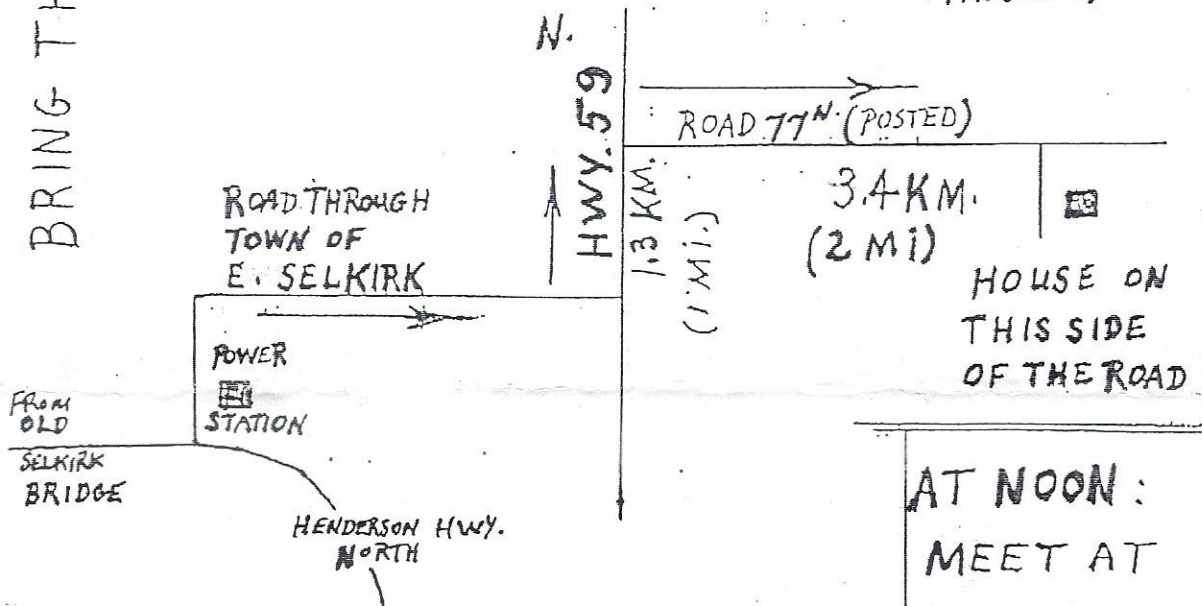 BRING
N.
HWY. 59
ROAD 77N. (POSTED)
ROAD THROUGH
TOWN OF
E. SELKIRK
1.3 KM.
(1 MI.)
3.4 KM.
(2 MI)
HOUSE ON
THIS SIDE
OF THE ROAD
POWER
STATION
FROM
OLD
SELKIRK
BRIDGE
HENDERSON HWY.
NORTH
AT NOON:
MEET AT